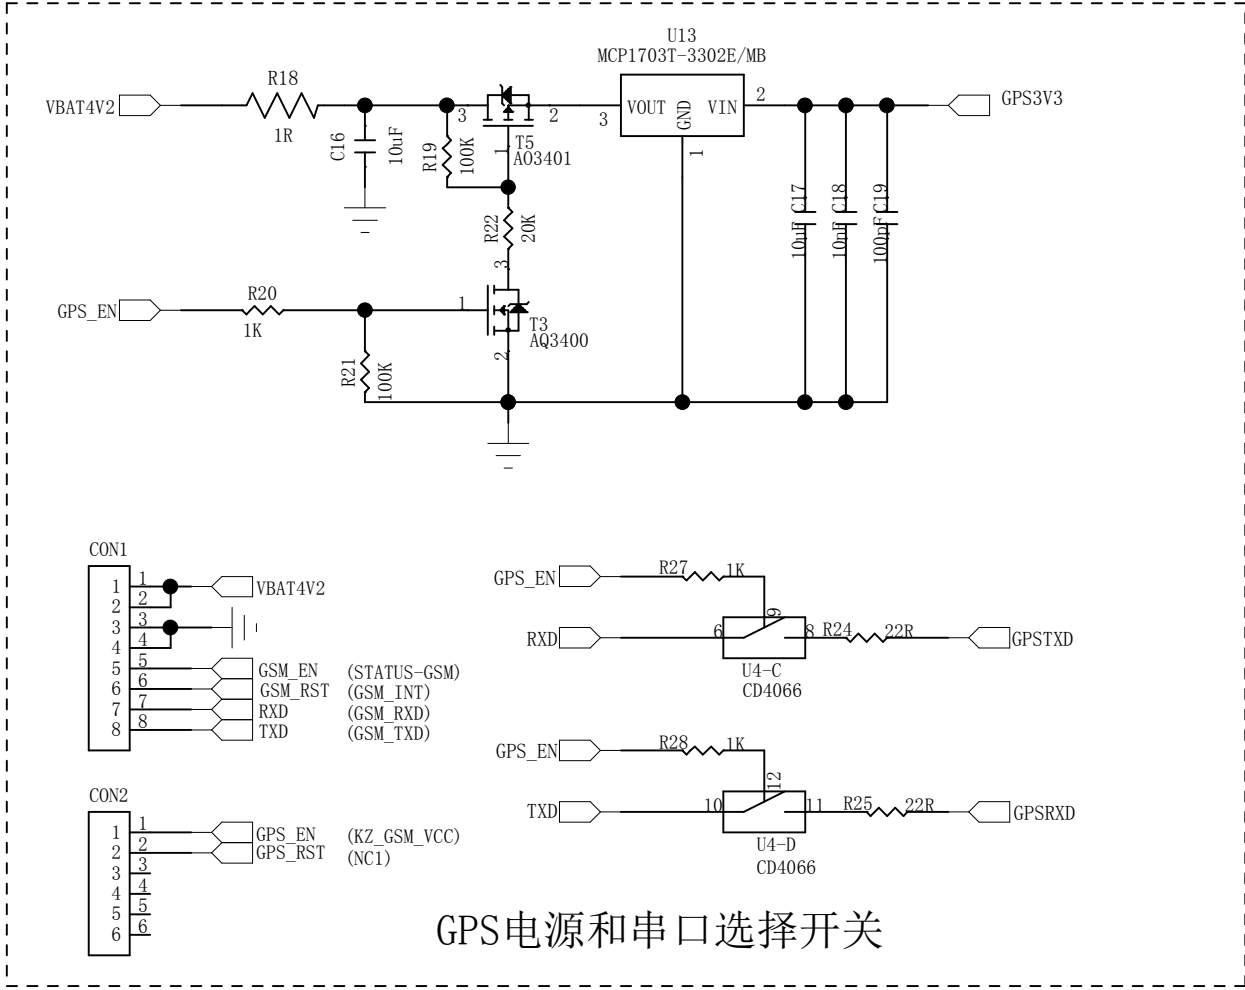 U13
MCP1703T-3302E/MB
VBAT4V2
R18
1R
C16
10uF
R19
100K
3
2
1
T5
AO3401
3
VOUT
GND
VIN
2
1
GPS3V3
C17
10uF
C18
10nF
C19
100pF
R22
20K
3
GPS_EN
R20
1K
1
T3
AQ3400
2
R21
100K
CON1
1 1 VBAT4V2
2 2
3 3
4 4
5 5 GSM_EN (STATUS-GSM)
6 6 GSM_RST (GSM_INT)
7 7 RXD (GSM_RXD)
8 8 TXD (GSM_TXD)
GPS_EN R27 1K
9
RXD 6 8 R24 22R GPSTXD
U4-C
CD4066
GPS_EN R28 1K
12
TXD 10 11 R25 22R GPSRXD
U4-D
CD4066
CON2
1 1 GPS_EN (KZ_GSM_VCC)
2 2 GPS_RST (NC1)
3 3
4 4
5 5
6 6
GPS电源和串口选择开关